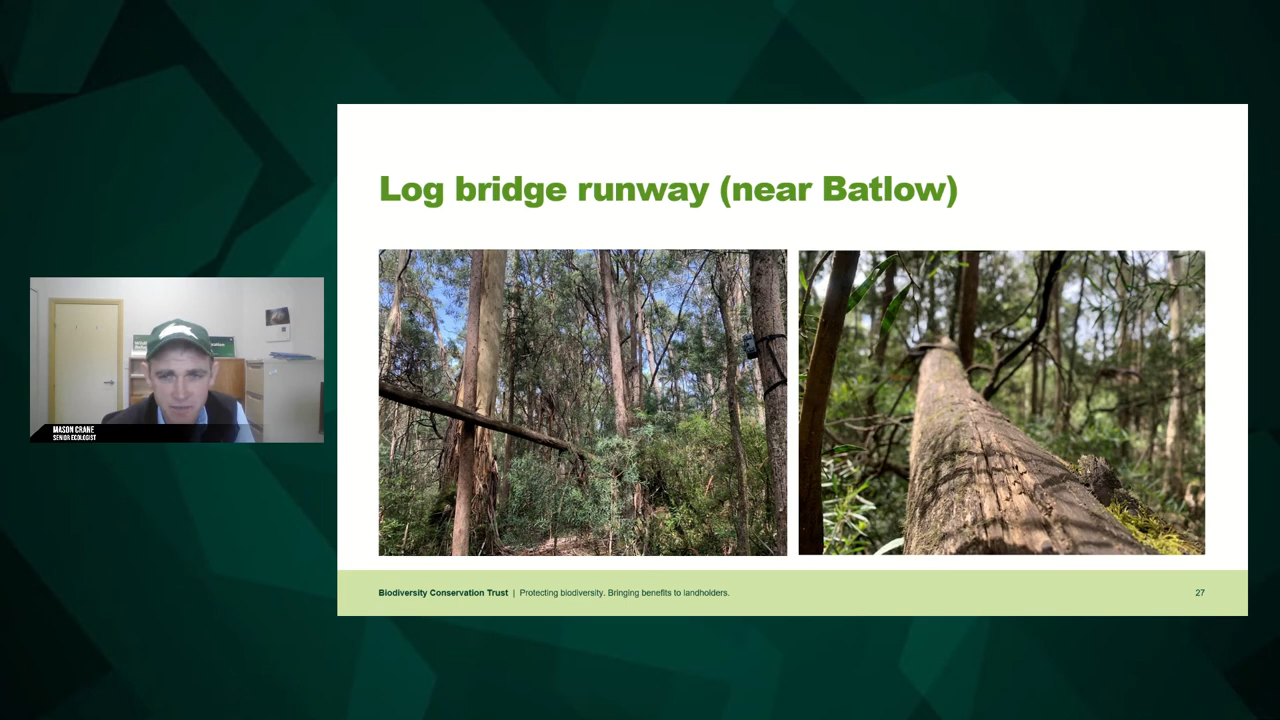 Log bridge runway (near Batlow)
MASON CRANE
SENIOR ECOLOGIST
Biodiversity Conservation Trust | Protecting biodiversity. Bringing benefits to landholders.
27